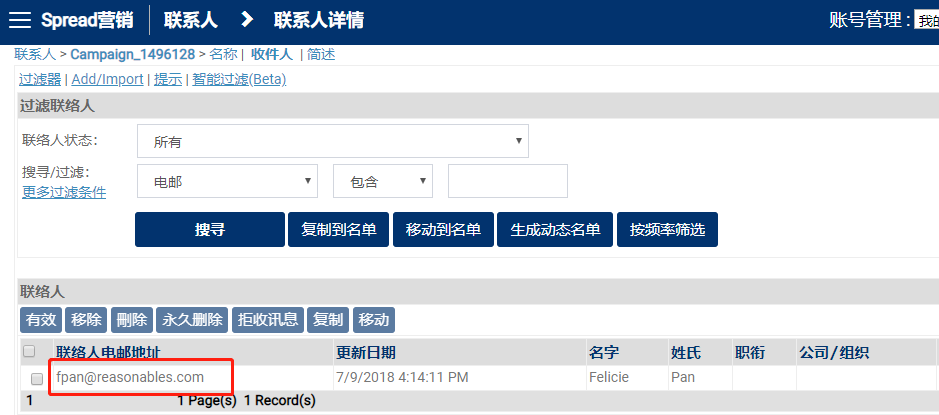 Spread营销 联系人 联系人详情 账号管理 : 我的
联系人 > Campaign_1496128 > 名称 | 收件人 | 简述
过滤器 | Add/Import | 提示 | 智能过滤(Beta)
过滤联络人
联络人状态： 所有
搜寻/过滤： 电邮 包含
更多过滤条件
搜寻 复制到名单 移动到名单 生成动态名单 按频率筛选
联络人
有效 移除 刪除 永久刪除 拒收讯息 复制 移动
联络人电邮地址 更新日期 名字 姓氏 职衔 公司/组织
fpan@reasonables.com 7/9/2018 4:14:11 PM Felicie Pan
1 1 Page(s) 1 Record(s)